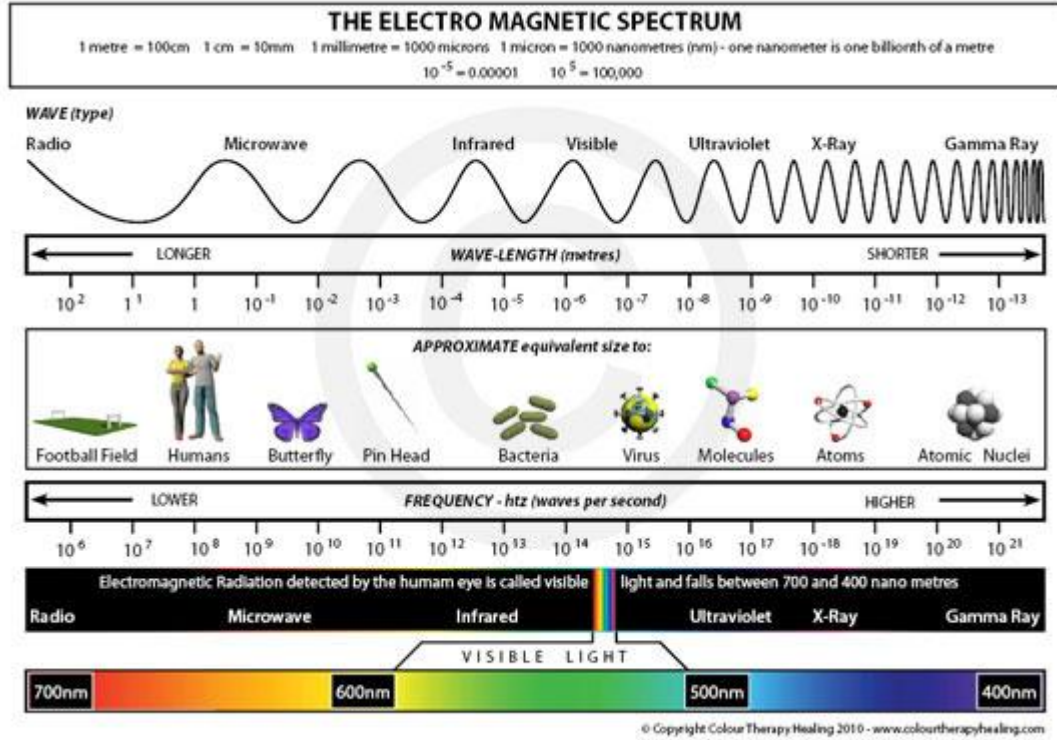 THE ELECTRO MAGNETIC SPECTRUM
1 metre = 100cm 1 cm = 10mm 1 millimetre = 1000 microns 1 micron = 1000 nanometres (nm) - one nanometer is one billionth of a metre
10⁻⁵ = 0.00001 10⁵ = 100,000
WAVE (type)
Radio Microwave Infrared Visible Ultraviolet X-Ray Gamma Ray
LONGER WAVE-LENGTH (metres) SHORTER
10² 1¹ 1 10⁻¹ 10⁻² 10⁻³ 10⁻⁴ 10⁻⁵ 10⁻⁶ 10⁻⁷ 10⁻⁸ 10⁻⁹ 10⁻¹⁰ 10⁻¹¹ 10⁻¹² 10⁻¹³
APPROXIMATE equivalent size to:
Football Field Humans Butterfly Pin Head Bacteria Virus Molecules Atoms Atomic Nuclei
LOWER FREQUENCY - htz (waves per second) HIGHER
10⁶ 10⁷ 10⁸ 10⁹ 10¹⁰ 10¹¹ 10¹² 10¹³ 10¹⁴ 10¹⁵ 10¹⁶ 10¹⁷ 10⁻¹⁸ 10¹⁹ 10²⁰ 10²¹
Electromagnetic Radiation detected by the humam eye is called visible light and falls between 700 and 400 nano metres
Radio Microwave Infrared Ultraviolet X-Ray Gamma Ray
VISIBLE LIGHT
700nm 600nm 500nm 400nm
© Copyright Colour Therapy Healing 2010 - www.colourtherapyhealing.com